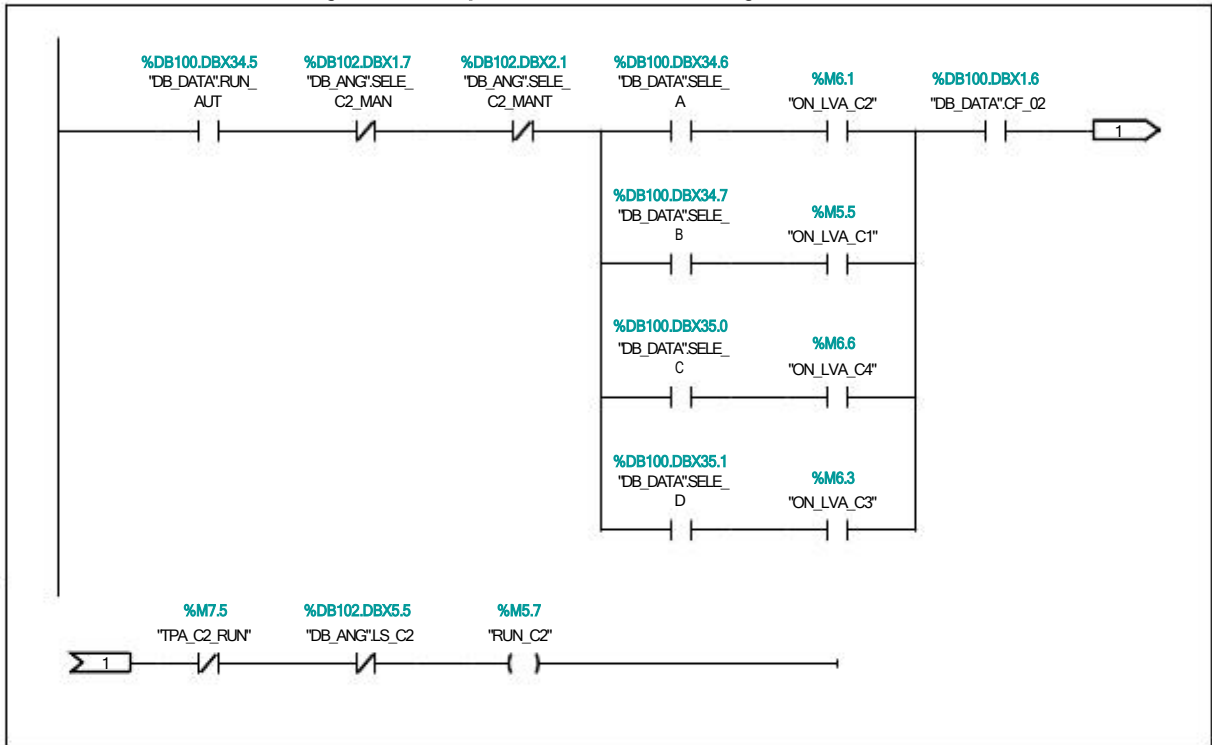 %DB100.DBX34.5
"DB_DATA".RUN_
AUT
%DB102.DBX1.7
"DB_ANG".SELE_
C2_MAN
%DB102.DBX2.1
"DB_ANG".SELE_
C2_MANT
%DB100.DBX34.6
"DB_DATA".SELE_
A
%M6.1
"ON_LVA_C2"
%DB100.DBX1.6
"DB_DATA".CF_02
1
%DB100.DBX34.7
"DB_DATA".SELE_
B
%M5.5
"ON_LVA_C1"
%DB100.DBX35.0
"DB_DATA".SELE_
C
%M6.6
"ON_LVA_C4"
%DB100.DBX35.1
"DB_DATA".SELE_
D
%M6.3
"ON_LVA_C3"
1
%M7.5
"TPA_C2_RUN"
%DB102.DBX5.5
"DB_ANG".LS_C2
%M5.7
"RUN_C2"